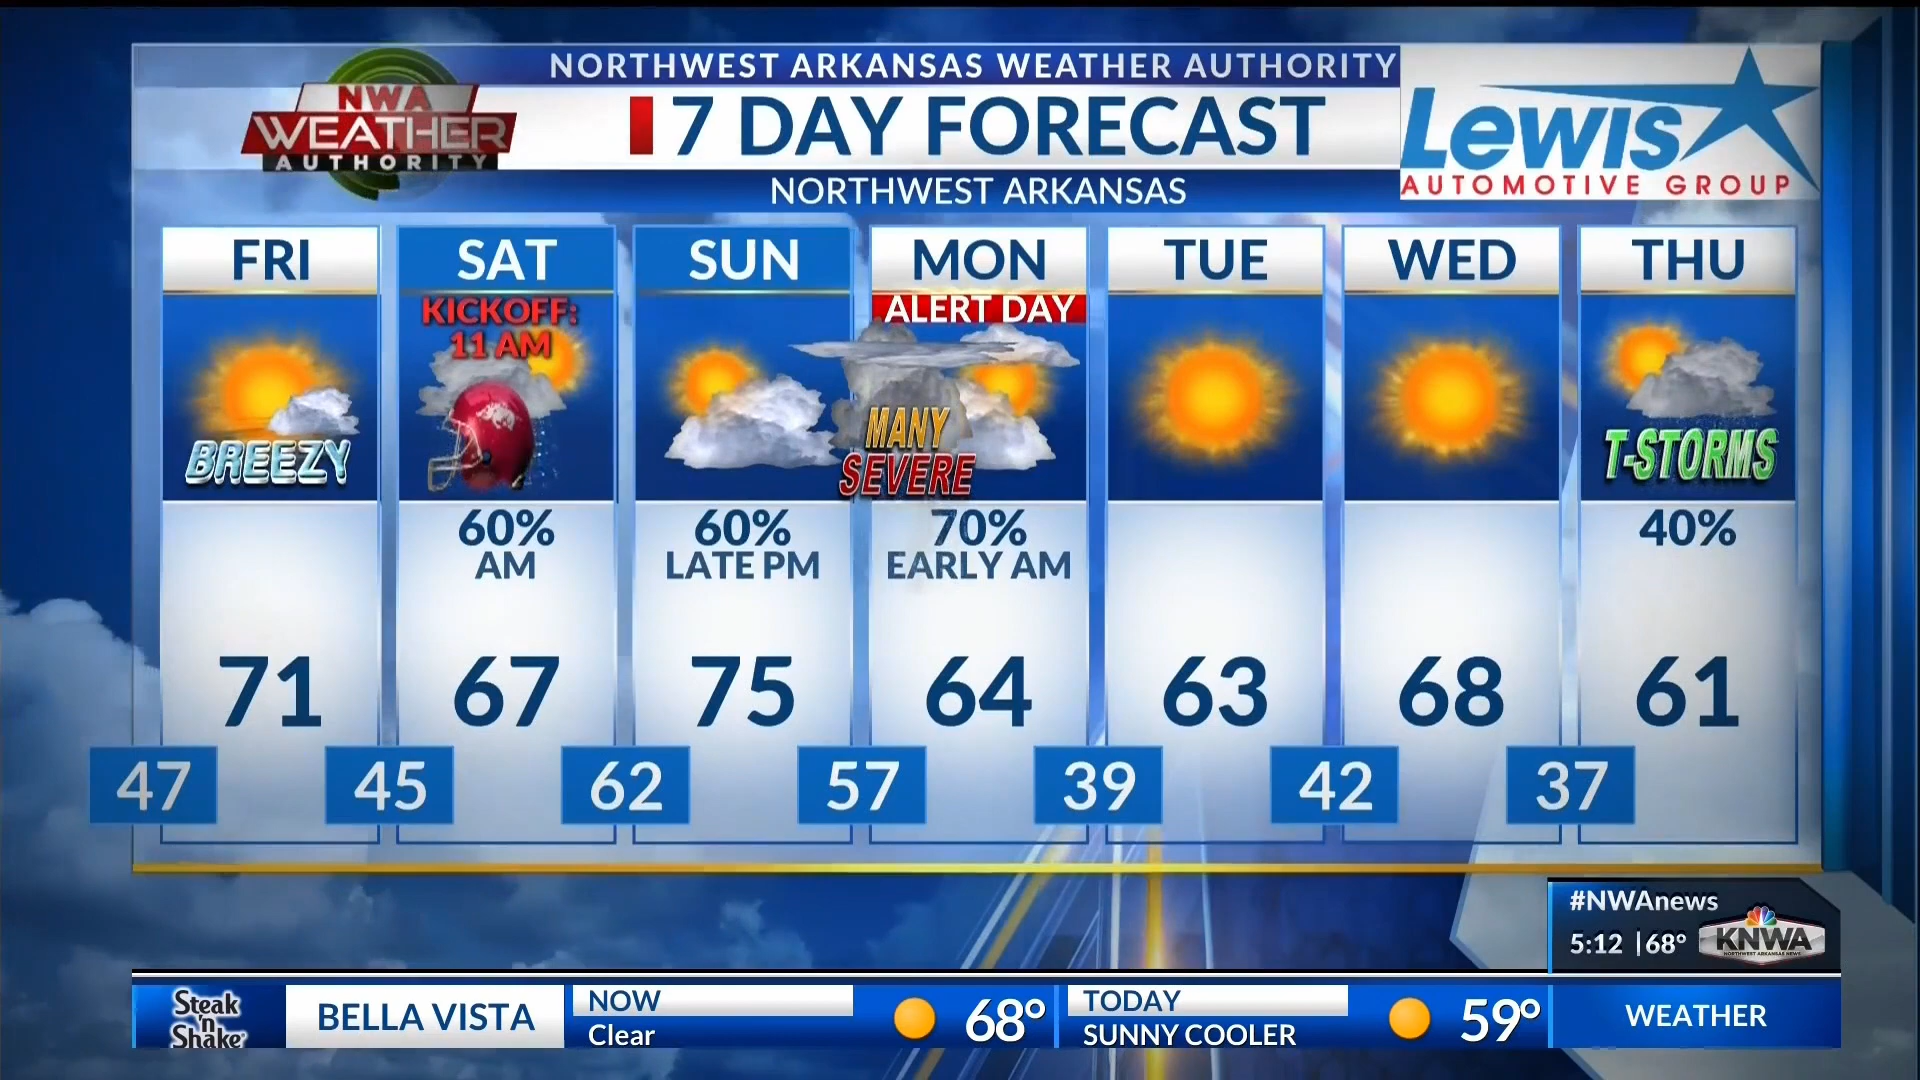 NORTHWEST ARKANSAS WEATHER AUTHORITY
NWA
WEATHER
AUTHORITY
7 DAY FORECAST
NORTHWEST ARKANSAS
Lewis
AUTOMOTIVE GROUP
FRI
SAT
SUN
MON
TUE
WED
THU
KICKOFF:
11 AM
ALERT DAY
BREEZY
MANY
SEVERE
T-STORMS
60%
AM
60%
LATE PM
70%
EARLY AM
40%
71
67
75
64
63
68
61
47
45
62
57
39
42
37
#NWAnews
5:12 |68°
KNWA
NORTHWEST ARKANSAS NEWS
Steak
'n
Shake
BELLA VISTA
NOW
Clear
68°
TODAY
SUNNY COOLER
59°
WEATHER